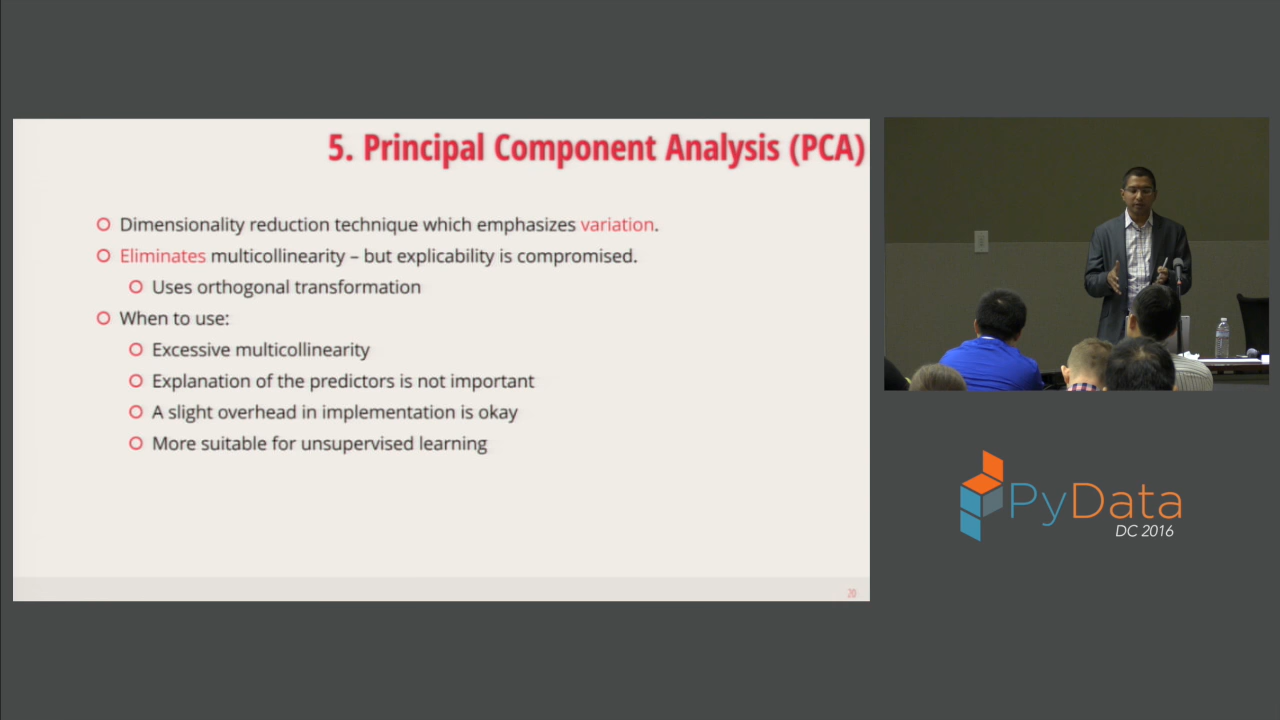 5. Principal Component Analysis (PCA)
Dimensionality reduction technique which emphasizes variation.
Eliminates multicollinearity – but explicability is compromised.
Uses orthogonal transformation
When to use:
Excessive multicollinearity
Explanation of the predictors is not important
A slight overhead in implementation is okay
More suitable for unsupervised learning
20
PyData
DC 2016